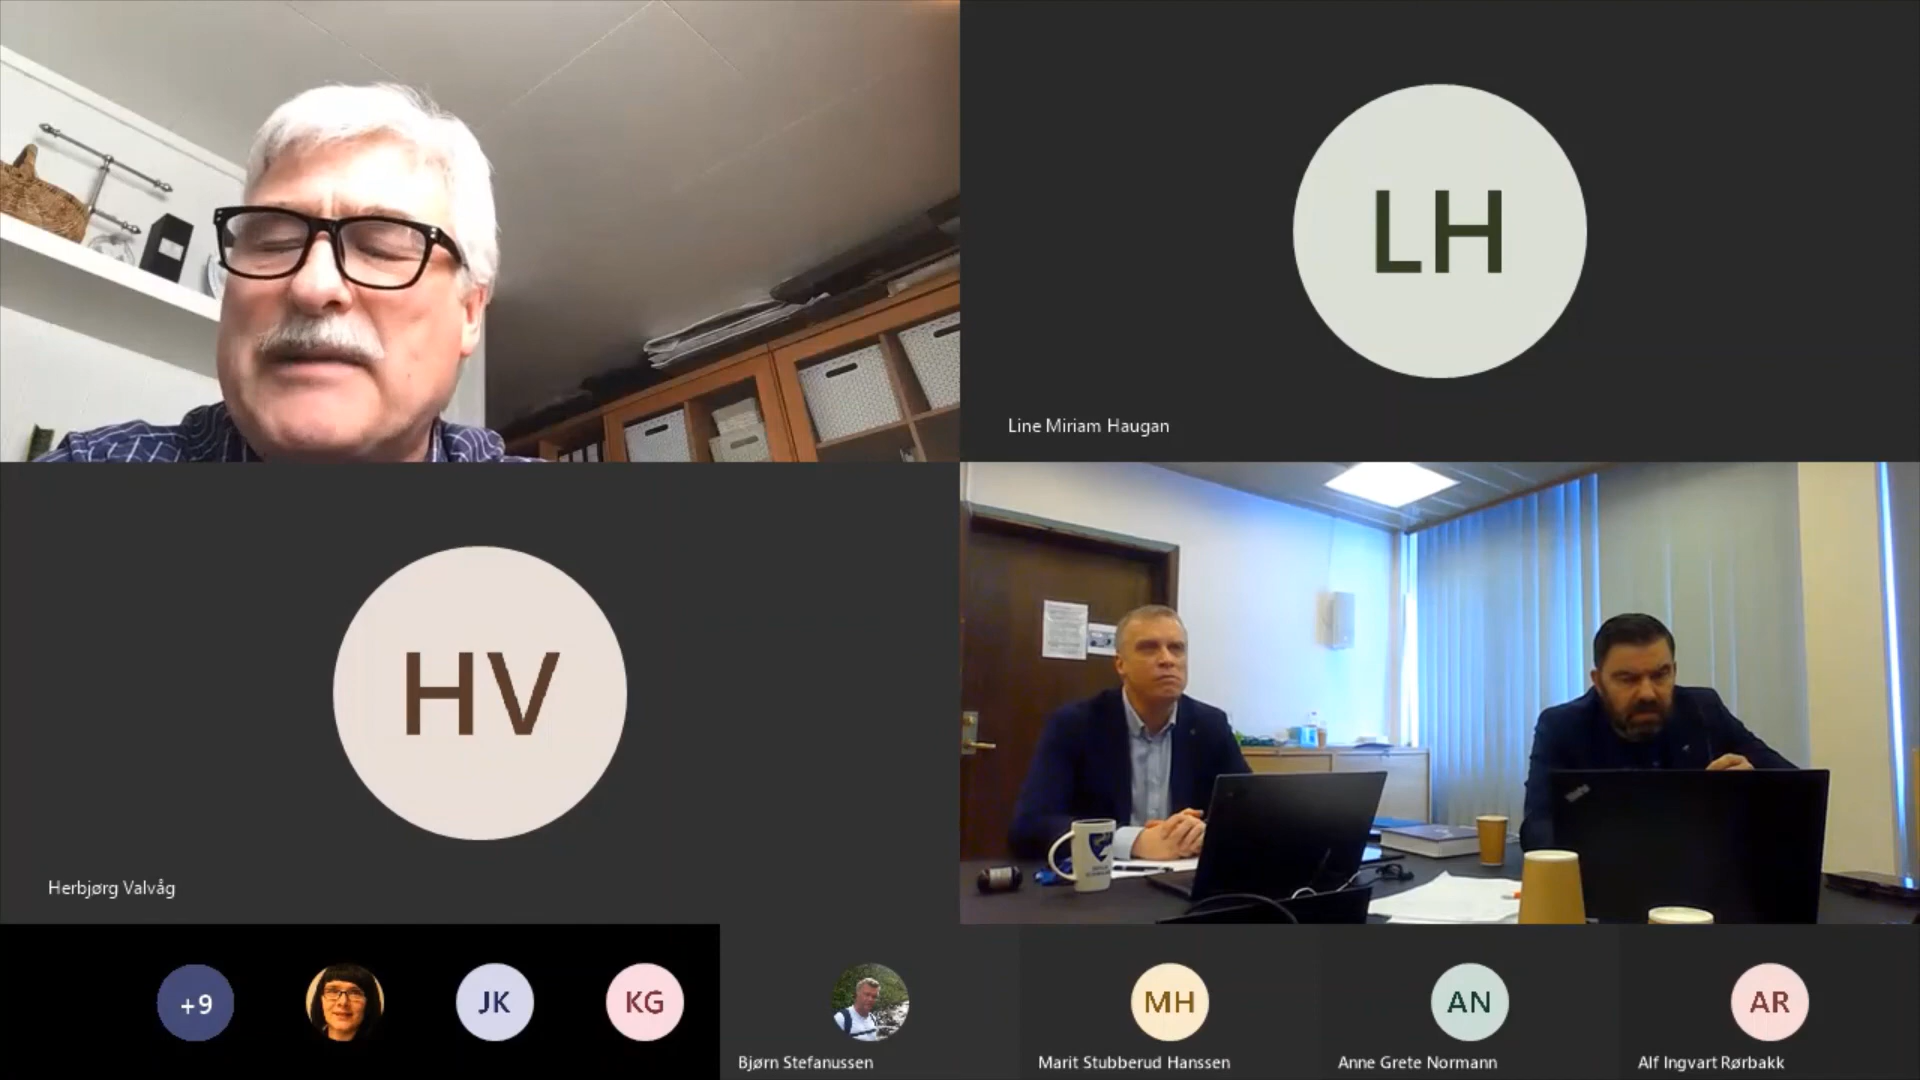 LH
Line Miriam Haugan
HV
Herbjørg Valvåg
+9
JK
KG
MH
AN
AR
Bjørn Stefanussen
Marit Stubberud Hanssen
Anne Grete Normann
Alf Ingvart Rørbakk